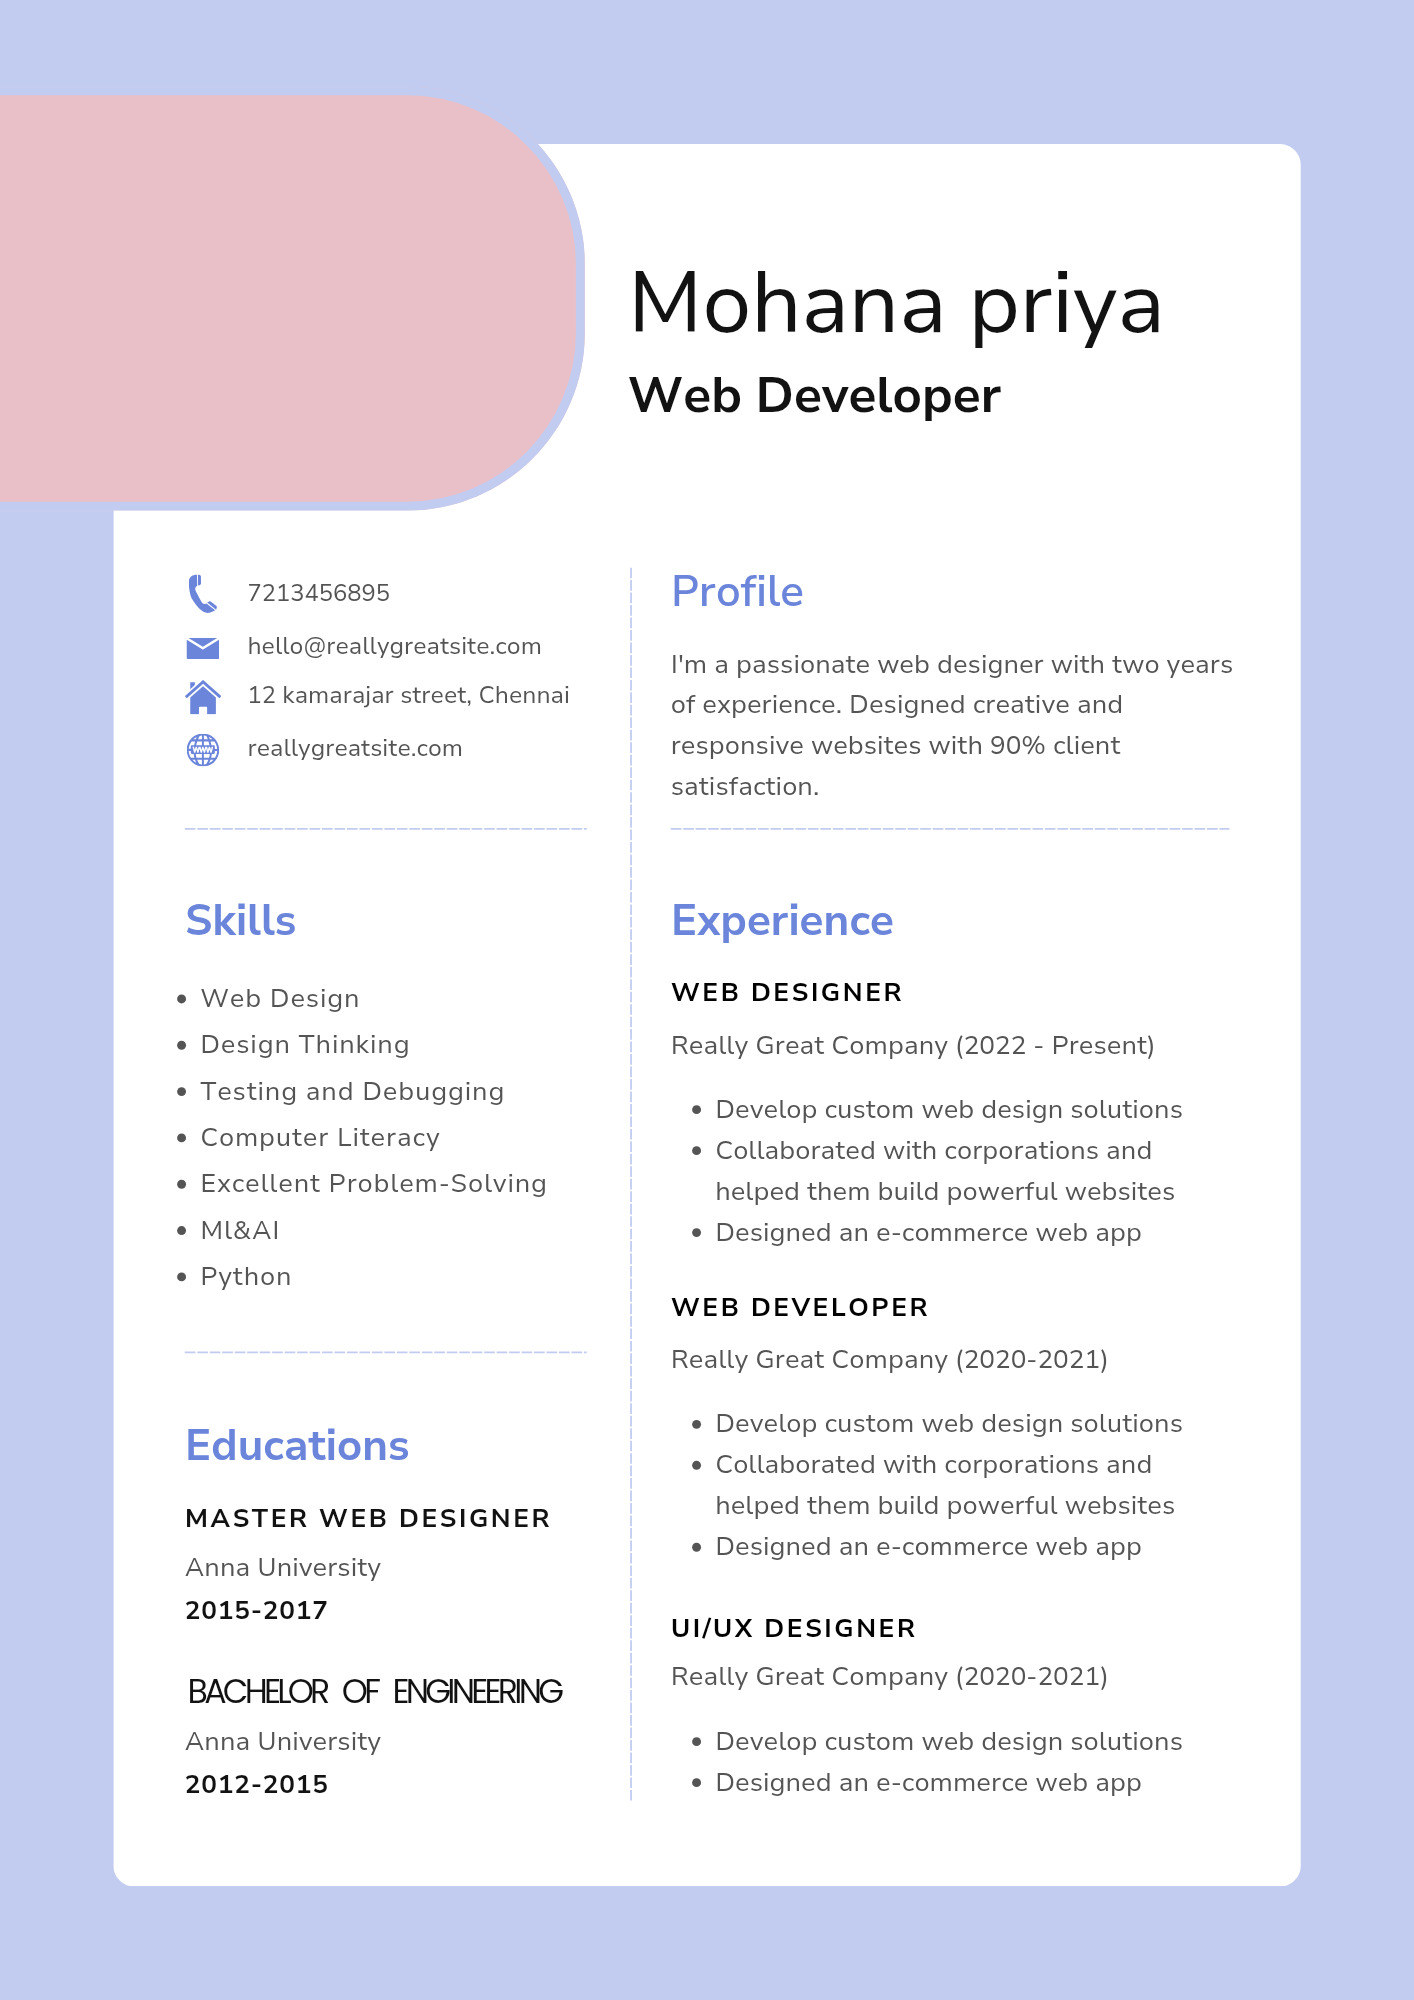 Mohana priya
Web Developer
7213456895
hello@reallygreatsite.com
12 kamarajar street, Chennai
www
reallygreatsite.com
Profile
I'm a passionate web designer with two years
of experience. Designed creative and
responsive websites with 90% client
satisfaction.
Skills
• Web Design
• Design Thinking
• Testing and Debugging
• Computer Literacy
• Excellent Problem-Solving
• Ml&AI
• Python
Educations
MASTER WEB DESIGNER
Anna University
2015-2017
BACHELOR OF ENGINEERING
Anna University
2012-2015
Experience
WEB DESIGNER
Really Great Company (2022 - Present)
• Develop custom web design solutions
• Collaborated with corporations and
helped them build powerful websites
• Designed an e-commerce web app
WEB DEVELOPER
Really Great Company (2020-2021)
• Develop custom web design solutions
• Collaborated with corporations and
helped them build powerful websites
• Designed an e-commerce web app
UI/UX DESIGNER
Really Great Company (2020-2021)
• Develop custom web design solutions
• Designed an e-commerce web app